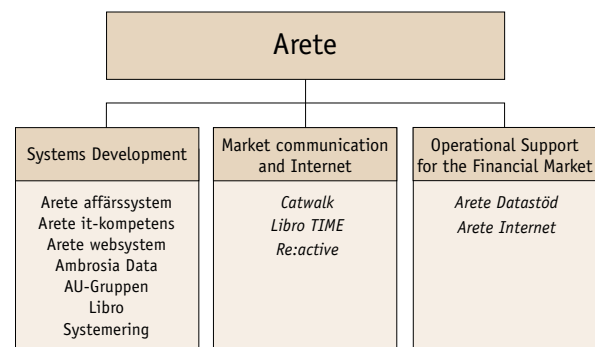 Arete
Systems Development
Arete affärssystem
Arete it-kompetens
Arete websystem
Ambrosia Data
AU-Gruppen
Libro
Systemering
Market communication
and Internet
Catwalk
Libro TIME
Re:active
Operational Support
for the Financial Market
Arete Datastöd
Arete Internet